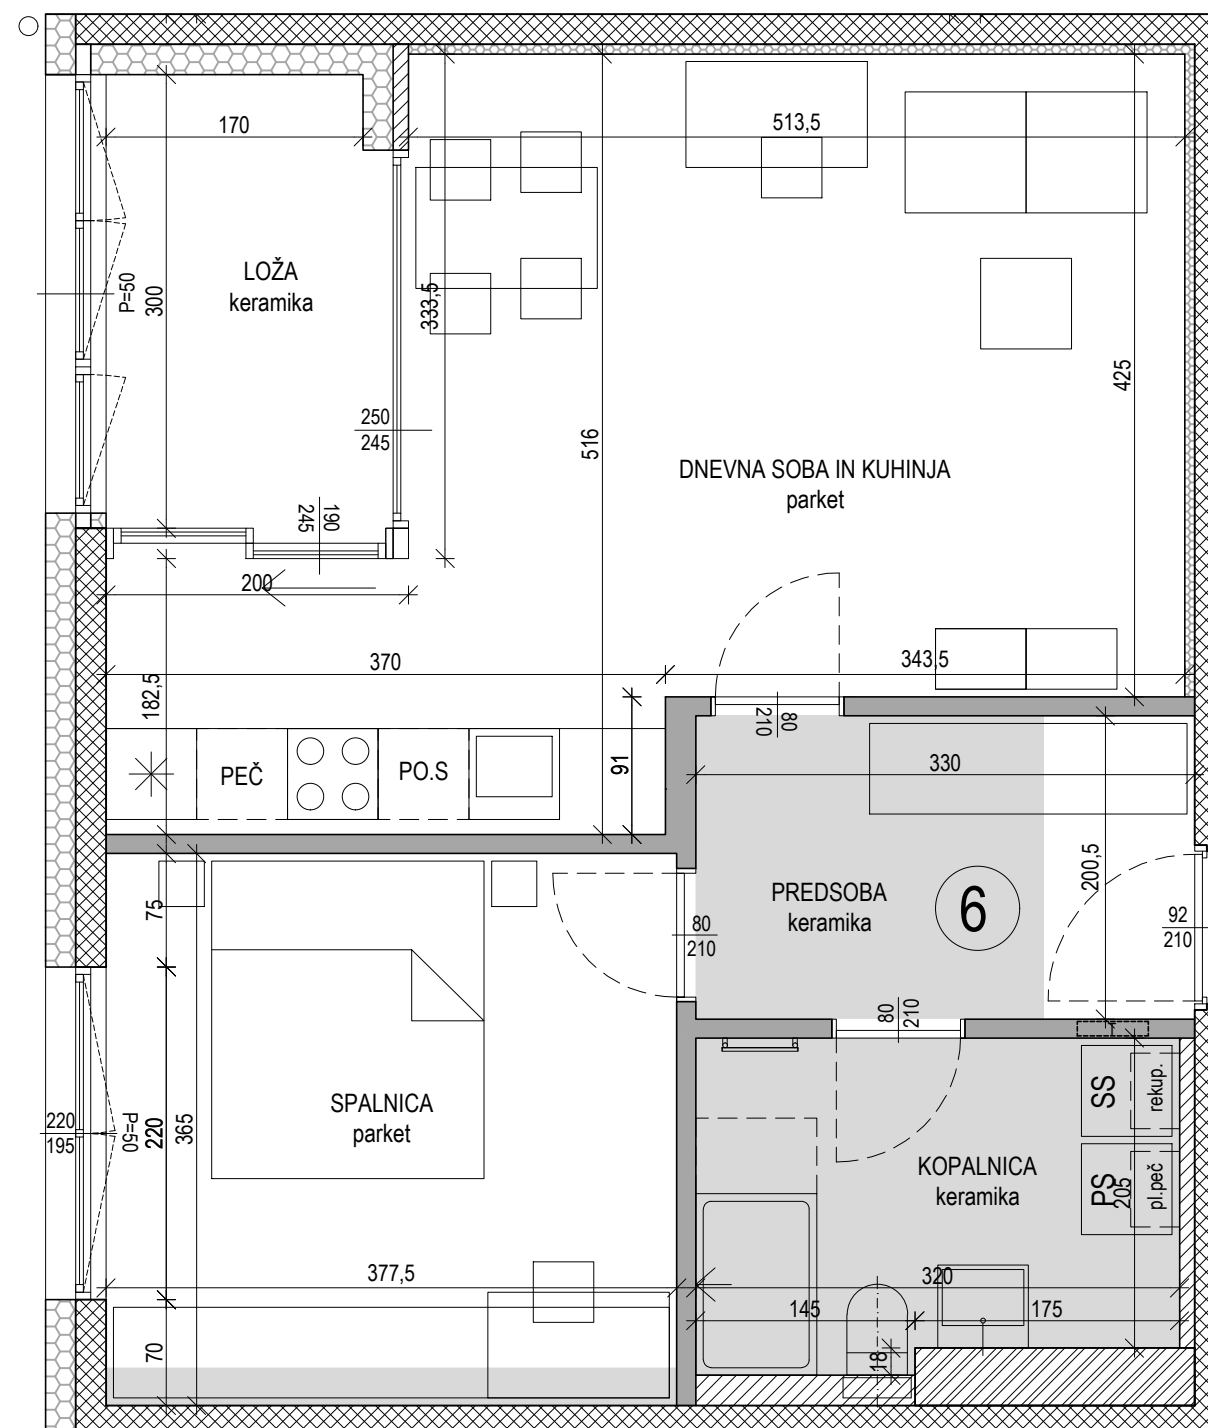 170
513,5
LOŽA
keramika
P=50
300
333,5
425
250
245
516
DNEVNA SOBA IN KUHINJA
parket
190
245
200
370
343,5
182,5
80
210
91
PEČ
PO.S
330
200,5
PREDSOBA
keramika
6
75
80
210
92
210
80
210
SPALNICA
parket
220
195
P=50
220
365
SS
rekup.
KOPALNICA
keramika
PS
205
pl.peč
377,5
320
145
175
70
18